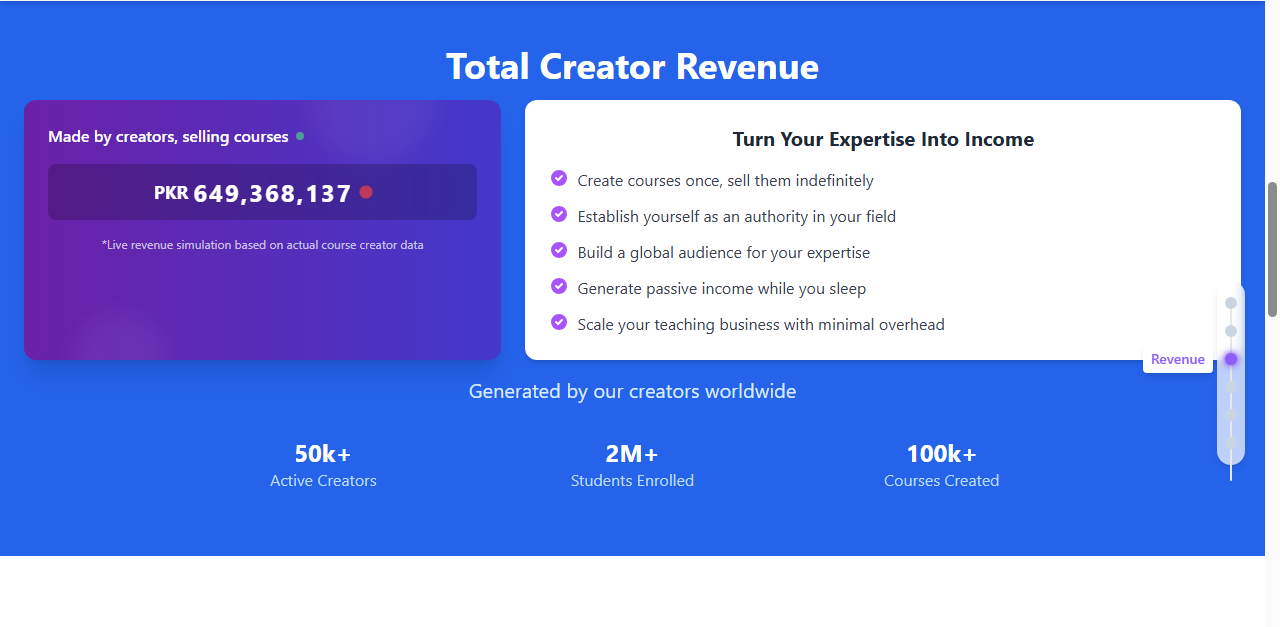 Total Creator Revenue
Made by creators, selling courses
PKR 649,368,137
*Live revenue simulation based on actual course creator data
Turn Your Expertise Into Income
Create courses once, sell them indefinitely
Establish yourself as an authority in your field
Build a global audience for your expertise
Generate passive income while you sleep
Scale your teaching business with minimal overhead
Revenue
Generated by our creators worldwide
50k+
Active Creators
2M+
Students Enrolled
100k+
Courses Created